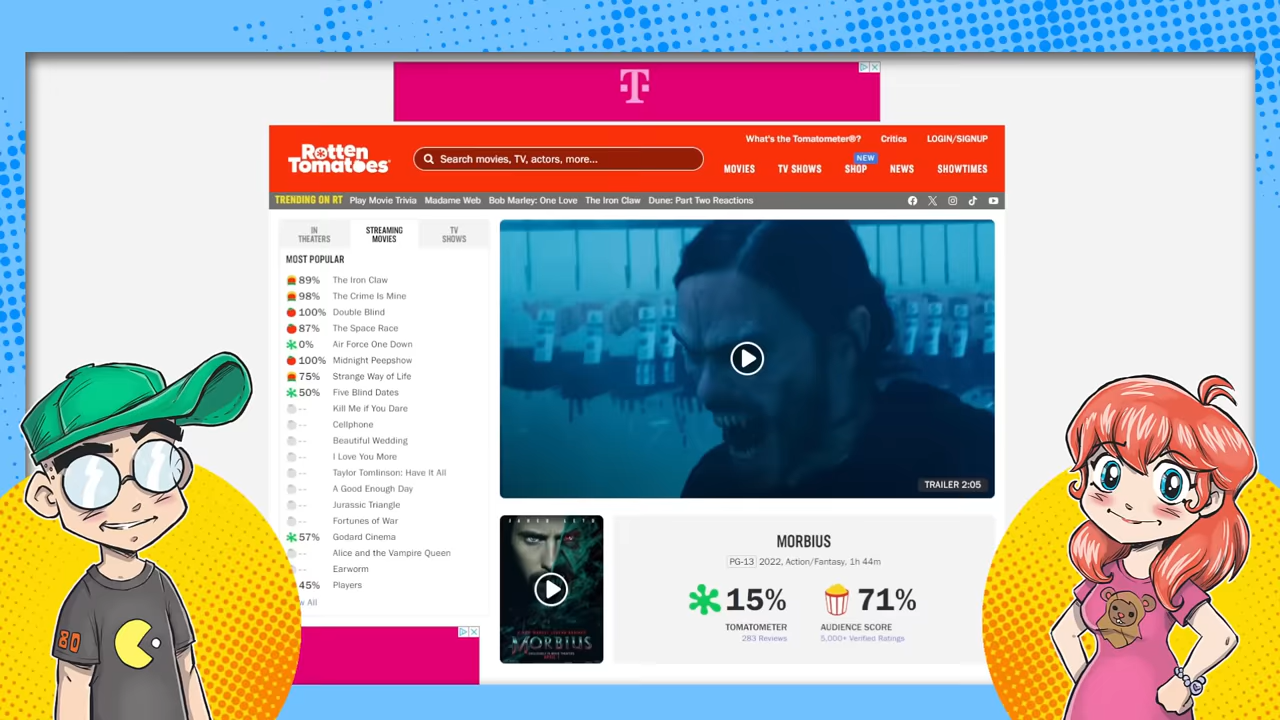 T
What's the Tomatometer®?
Critics
LOGIN/SIGNUP
Rotten
Tomatoes
Search movies, TV, actors, more...
NEW
MOVIES
TV SHOWS
SHOP
NEWS
SHOWTIMES
TRENDING ON RT
Play Movie Trivia
Madame Web
Bob Marley: One Love
The Iron Claw
Dune: Part Two Reactions
IN
THEATERS
STREAMING
MOVIES
TV
SHOWS
MOST POPULAR
89% The Iron Claw
98% The Crime Is Mine
100% Double Blind
87% The Space Race
0% Air Force One Down
100% Midnight Peepshow
75% Strange Way of Life
50% Five Blind Dates
-- Kill Me if You Dare
-- Cellphone
-- Beautiful Wedding
-- I Love You More
-- Taylor Tomlinson: Have It All
-- A Good Enough Day
-- Jurassic Triangle
-- Fortunes of War
57% Godard Cinema
-- Alice and the Vampire Queen
Earworm
45% Players
w All
TRAILER 2:05
JARED LETO
MORBIUS
MORBIUS
PG-13 2022, Action/Fantasy, 1h 44m
15%
TOMATOMETER
283 Reviews
71%
AUDIENCE SCORE
5,000+ Verified Ratings
80